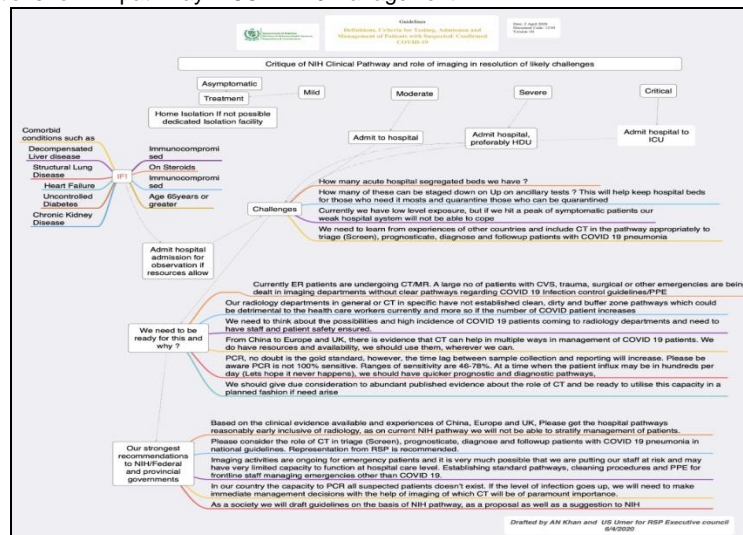 Guidelines
Definitions, Criteria for Testing, Admission and
Management of Patients with Suspected/ Confirmed
COVID-19
Critique of NIH Clinical Pathway and role of imaging in resolution of likely challenges
Asymptomatic
Treatment
Mild
Moderate
Severe
Critical
Home Isolation If not possible
dedicated Isolation facility
Admit to hospital
Admit hospital,
preferably HDU
Admit hospital to
ICU
Comorbid
conditions such as
Decompensated
Liver disease
Structural Lung
Disease
Heart Failure
Uncontrolled
Diabetes
Chronic Kidney
Disease
IF1
Immunocompromi
sed
On Steroids
Immunocompromi
sed
Age 65years or
greater
Admit hospital
admission for
observation if
resources allow
Challenges
How many acute hospital segregated beds we have ?
How many of these can be staged down on Up on ancillary tests ? This will help keep hospital beds
for those who need it mosts and quarantine those who can be quarantined
Currently we have low level exposure, but if we hit a peak of symptomatic patients our
weak hospital system will not be able to cope
We need to learn from experiences of other countries and include CT in the pathway appropriately to
triage (Screen), prognosticate, diagnose and followup patients with COVID 19 pneumonia
We need to be
ready for this and
why ?
Currently ER patients are undergoing CT/MR. A large no of patients with CVS, trauma, surgical or other emergencies are being
dealt in imaging departments without clear pathways regarding COVID 19 Infection control guidelines/PPE
Our radiology departments in general or CT in specific have not established clean, dirty and buffer zone pathways which could
be detrimental to the health care workers currently and more so if the number of COVID patient increases
We need to think about the possibilities and high incidence of COVID 19 patients coming to radiology departments and need to
have staff and patient safety ensured.
From China to Europe and UK, there is evidence that CT can help in multiple ways in management of COVID 19 patients. We
do have resources and availability, we should use them, wherever we can.
PCR, no doubt is the gold standard, however, the time lag between sample collection and reporting will increase. Please be
aware PCR is not 100% sensitive. Ranges of sensitivity are 46-78%. At a time when the patient influx may be in hundreds per
day (Lets hope it never happens), we should have quicker prognostic and diagnostic pathways,
We should give due consideration to abundant published evidence about the role of CT and be ready to utilise this capacity in a
planned fashion if need arise
Our strongest
recommendations
to NIH/Federal
and provincial
governments
Based on the clinical evidence available and experiences of China, Europe and UK, Please get the hospital pathways
reasonably early inclusive of radiology, as on current NIH pathway we will not be able to stratify management of patients.
Please consider the role of CT in triage (Screen), prognosticate, diagnose and followup patients with COVID 19 pneumonia in
national guidelines. Representation from RSP is recommended.
Imaging activities are ongoing for emergency patients and it is very much possible that we are putting our staff at risk and may
have very limited capacity to function at hospital care level. Establishing standard pathways, cleaning procedures and PPE for
frontline staff managing emergencies other than COVID 19.
In our country the capacity to PCR all suspected patients doesn't exist. If the level of infection goes up, we will need to make
immediate management decisions with the help of imaging of which CT will be of paramount importance.
As a society we will draft guidelines on the basis of NIH pathway, as a proposal as well as a suggestion to NIH
Drafted by AN Khan and US Umer for RSP Executive council
6/4/2020